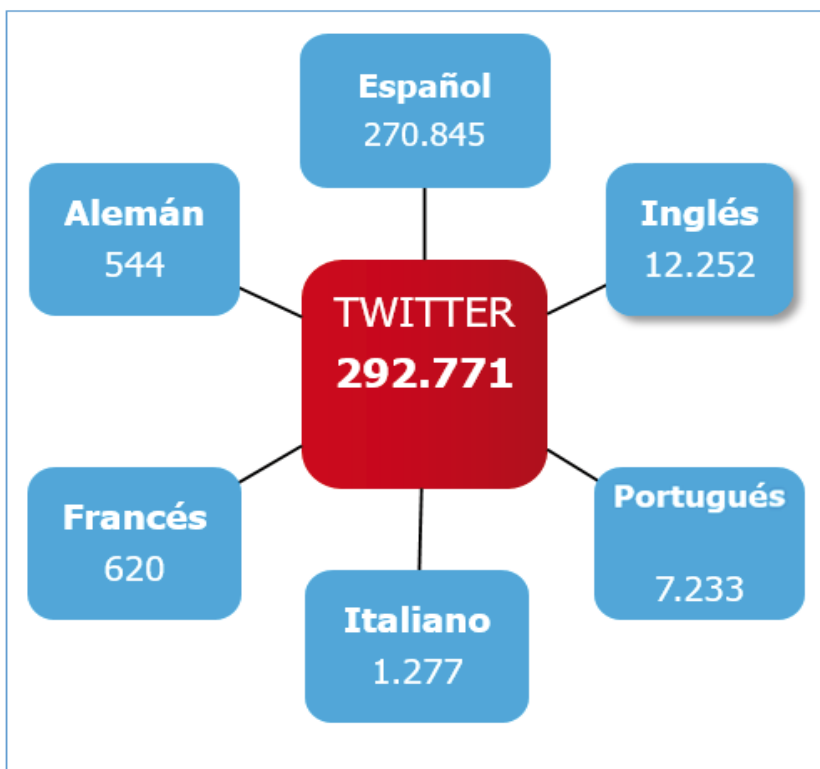 Español
270.845
Alemán
544
Inglés
12.252
TWITTER
292.771
Francés
620
Portugués
7.233
Italiano
1.277